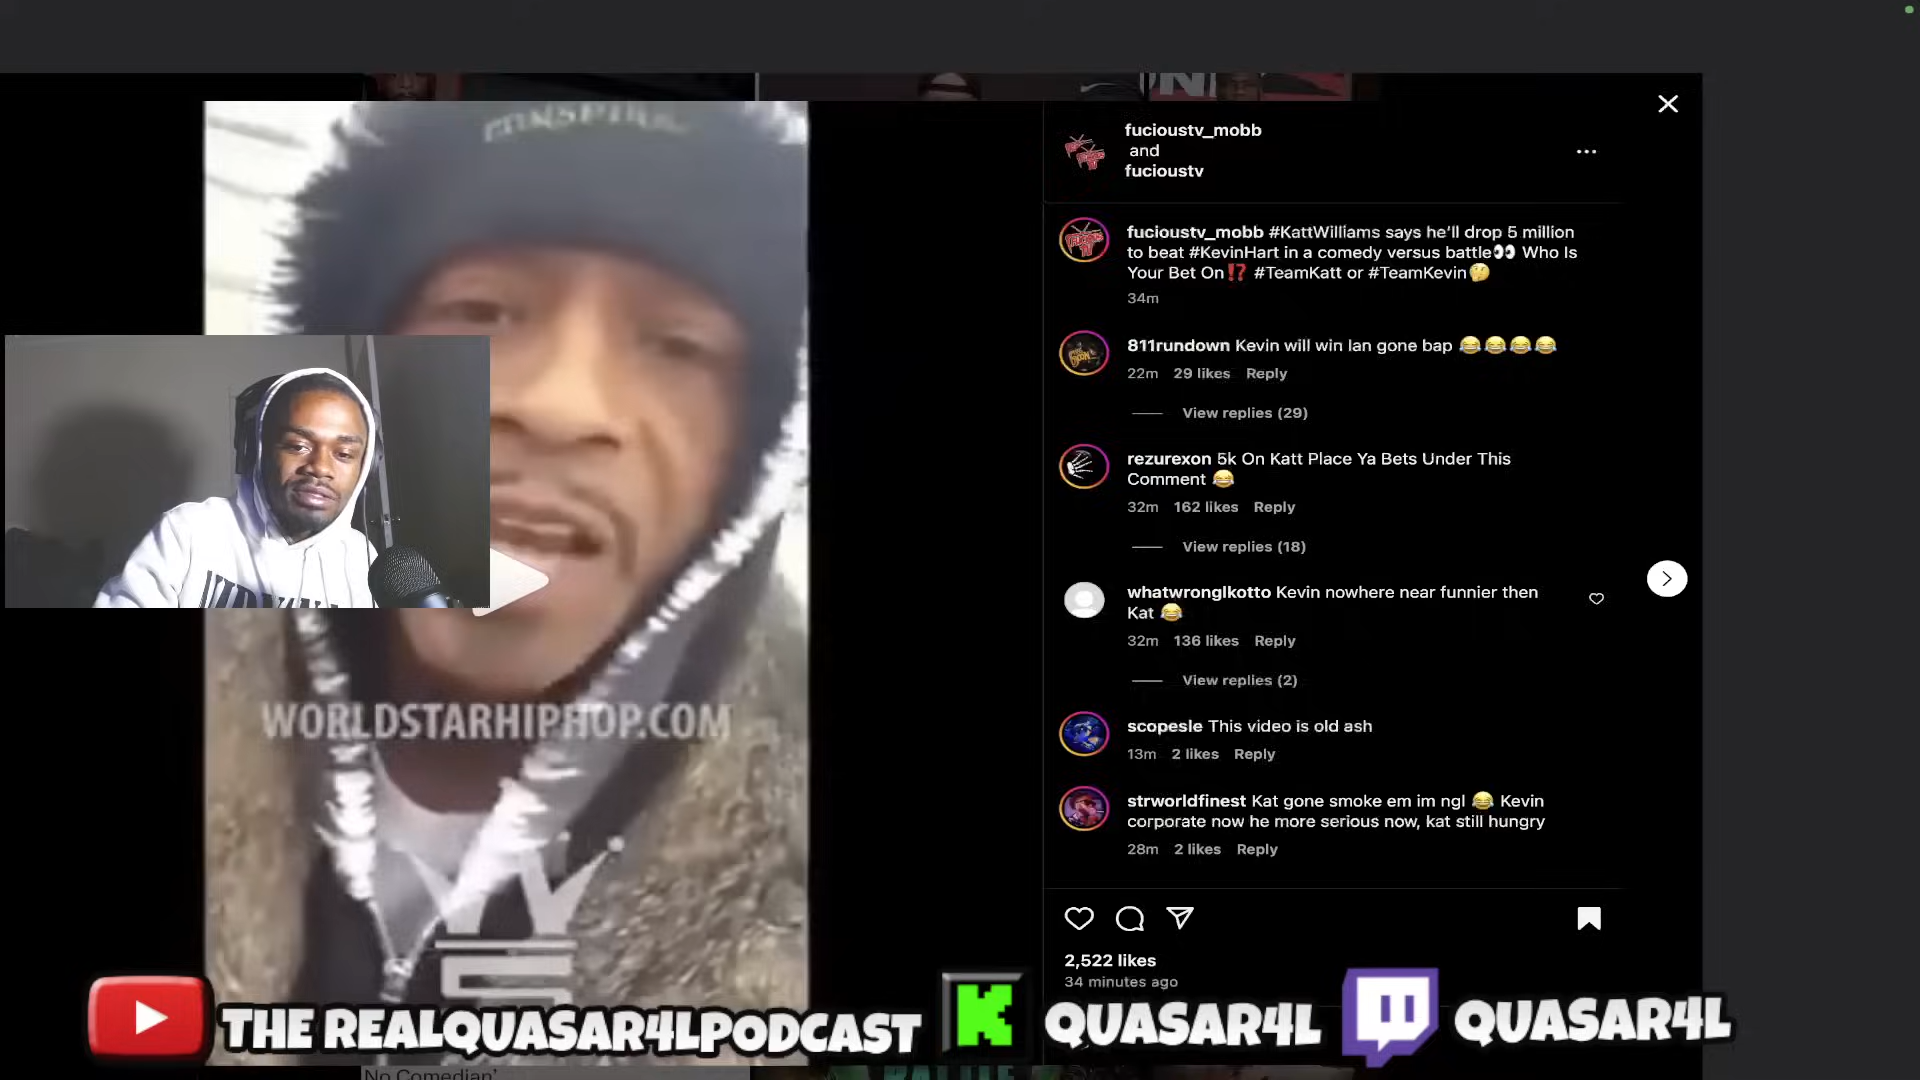 fucioustv_mobb
and
fucioustv
fucioustv_mobb #KattWilliams says he'll drop 5 million
to beat #KevinHart in a comedy versus battle👀 Who Is
Your Bet On⁉️ #TeamKatt or #TeamKevin🤔
34m
811rundown Kevin will win Ian gone bap 😂😂😂😂
22m 29 likes Reply
View replies (29)
rezurexon 5k On Katt Place Ya Bets Under This
Comment 😂
32m 162 likes Reply
View replies (18)
whatwronglkotto Kevin nowhere near funnier then
Kat 😂
32m 136 likes Reply
View replies (2)
WORLDSTARHIPHOP.COM
scopesle This video is old ash
13m 2 likes Reply
strworldfinest Kat gone smoke em im ngl 😂 Kevin
corporate now he more serious now, kat still hungry
28m 2 likes Reply
2,522 likes
34 minutes ago
THE REALQUASAR4LPODCAST
K
QUASAR4L
QUASAR4L
No Comedian'
BATTLE